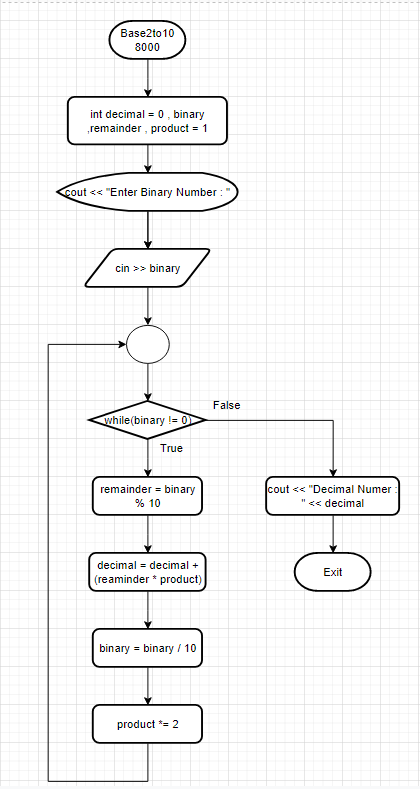 Base2to10
8000
int decimal = 0 , binary
,remainder , product = 1
cout << "Enter Binary Number : "
cin >> binary
while(binary != 0)
False
True
remainder = binary
% 10
cout << "Decimal Numer :
" << decimal
decimal = decimal +
(reaminder * product)
Exit
binary = binary / 10
product *= 2